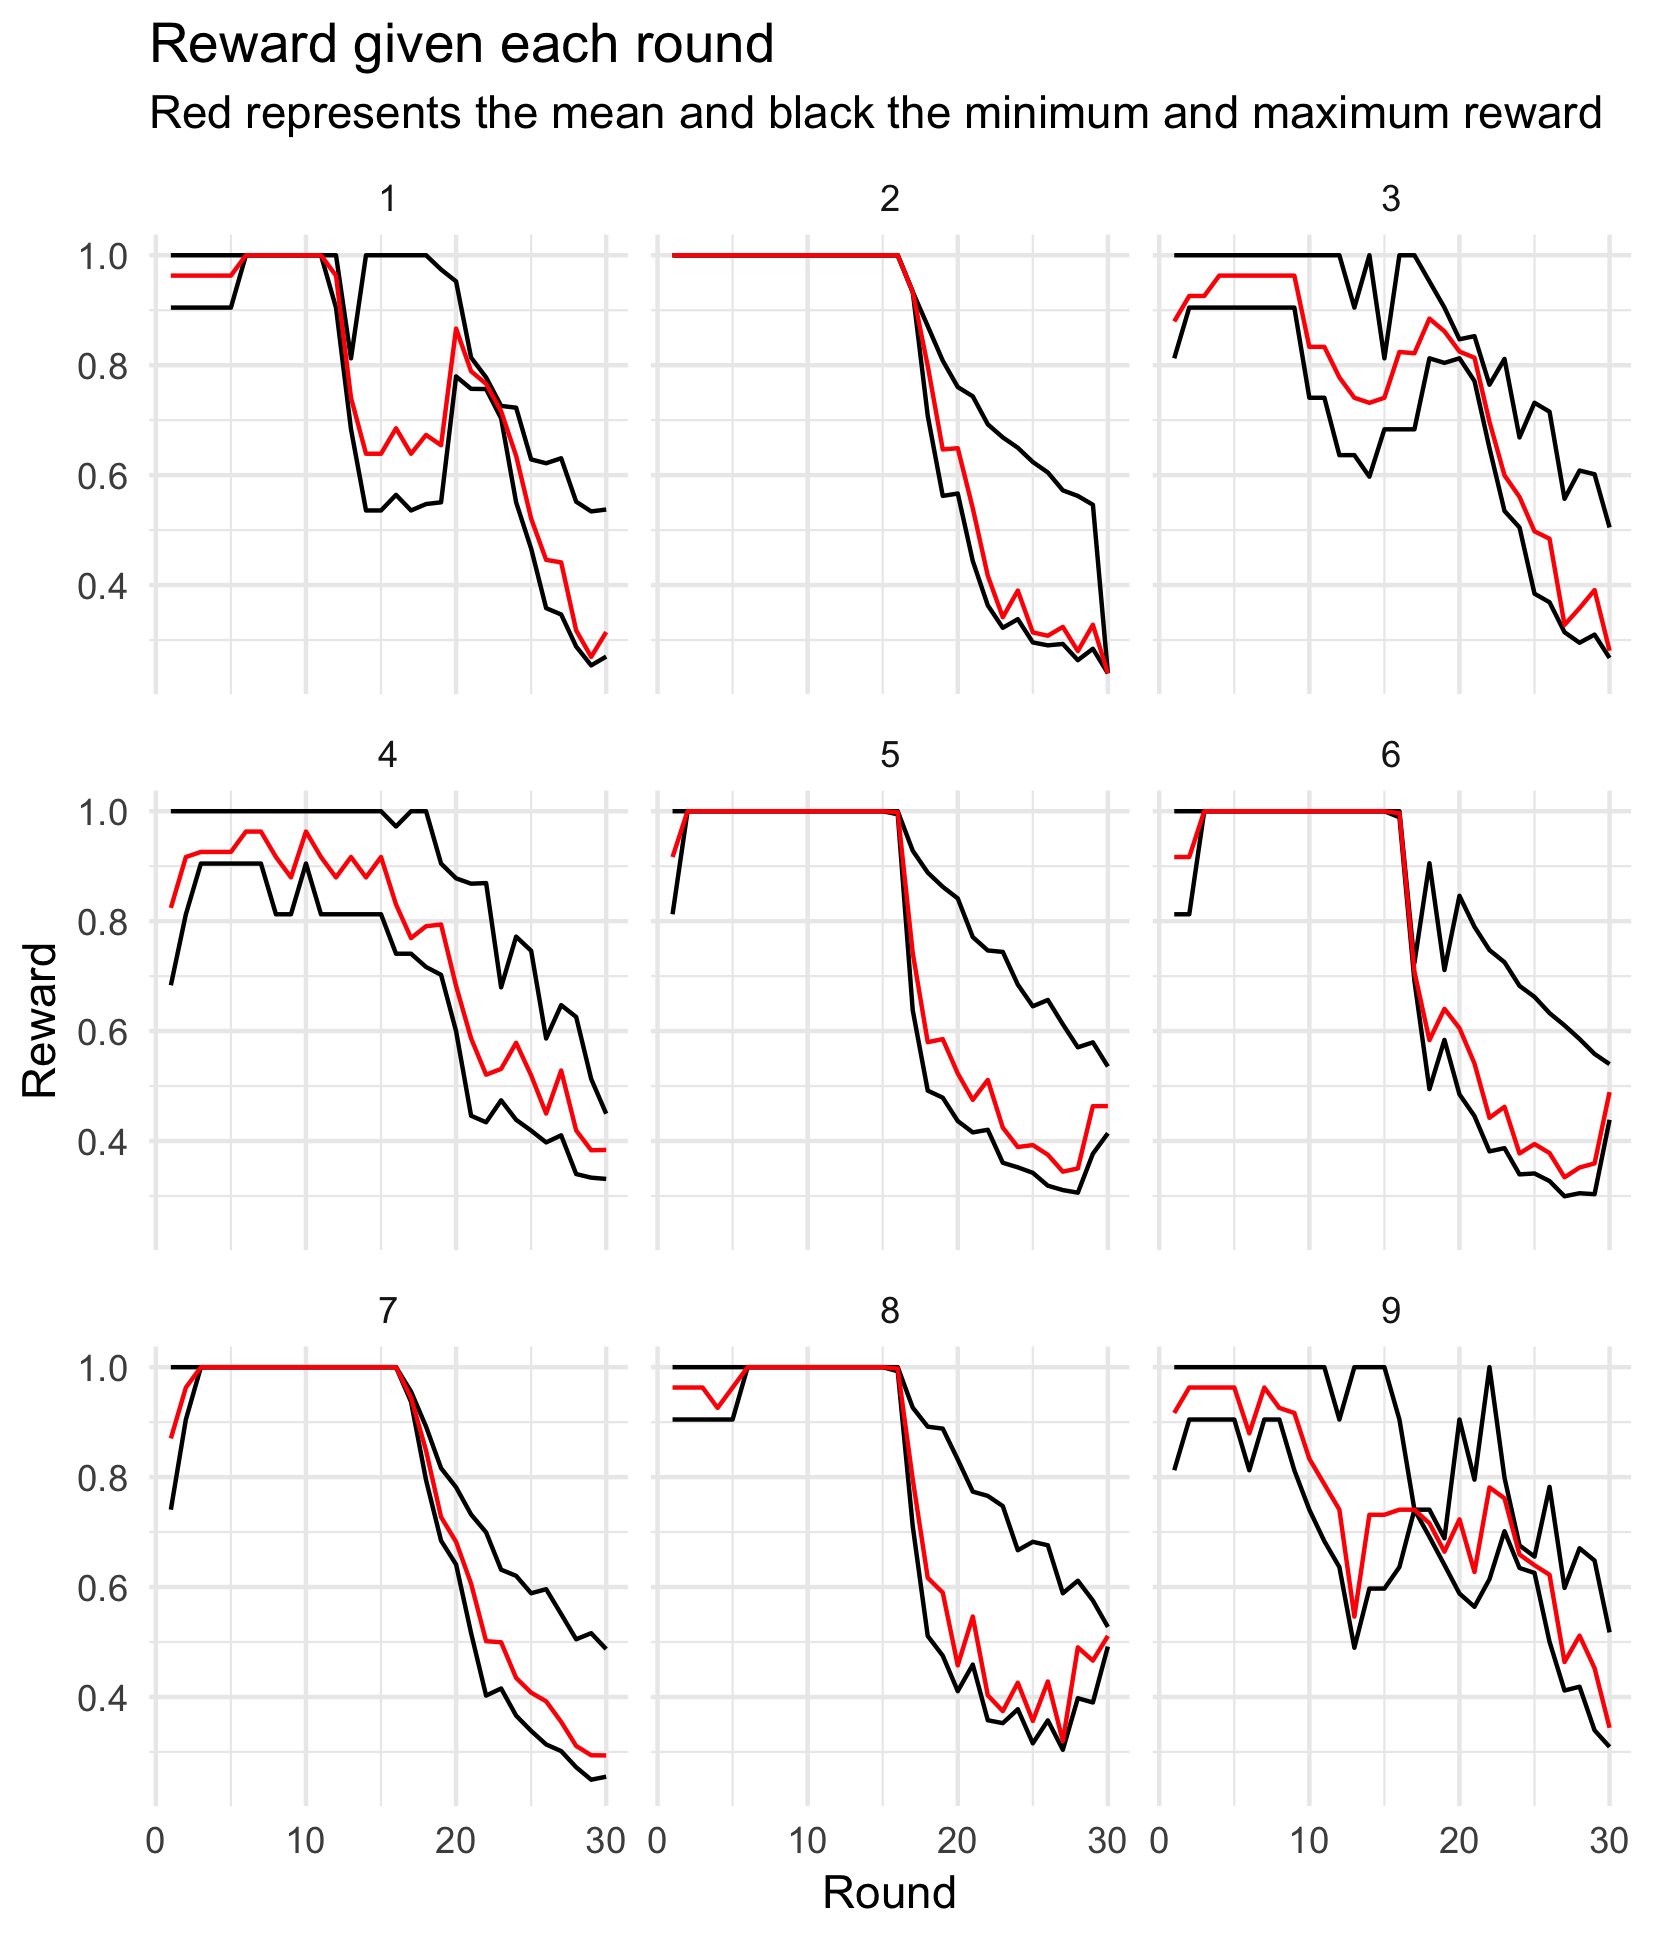 Reward given each round
Red represents the mean and black the minimum and maximum reward
1 2 3
1.0
0.8
0.6
0.4
4 5 6
1.0
0.8
0.6
0.4
Reward
7 8 9
1.0
0.8
0.6
0.4
0 10 20 30 0 10 20 30 0 10 20 30
Round